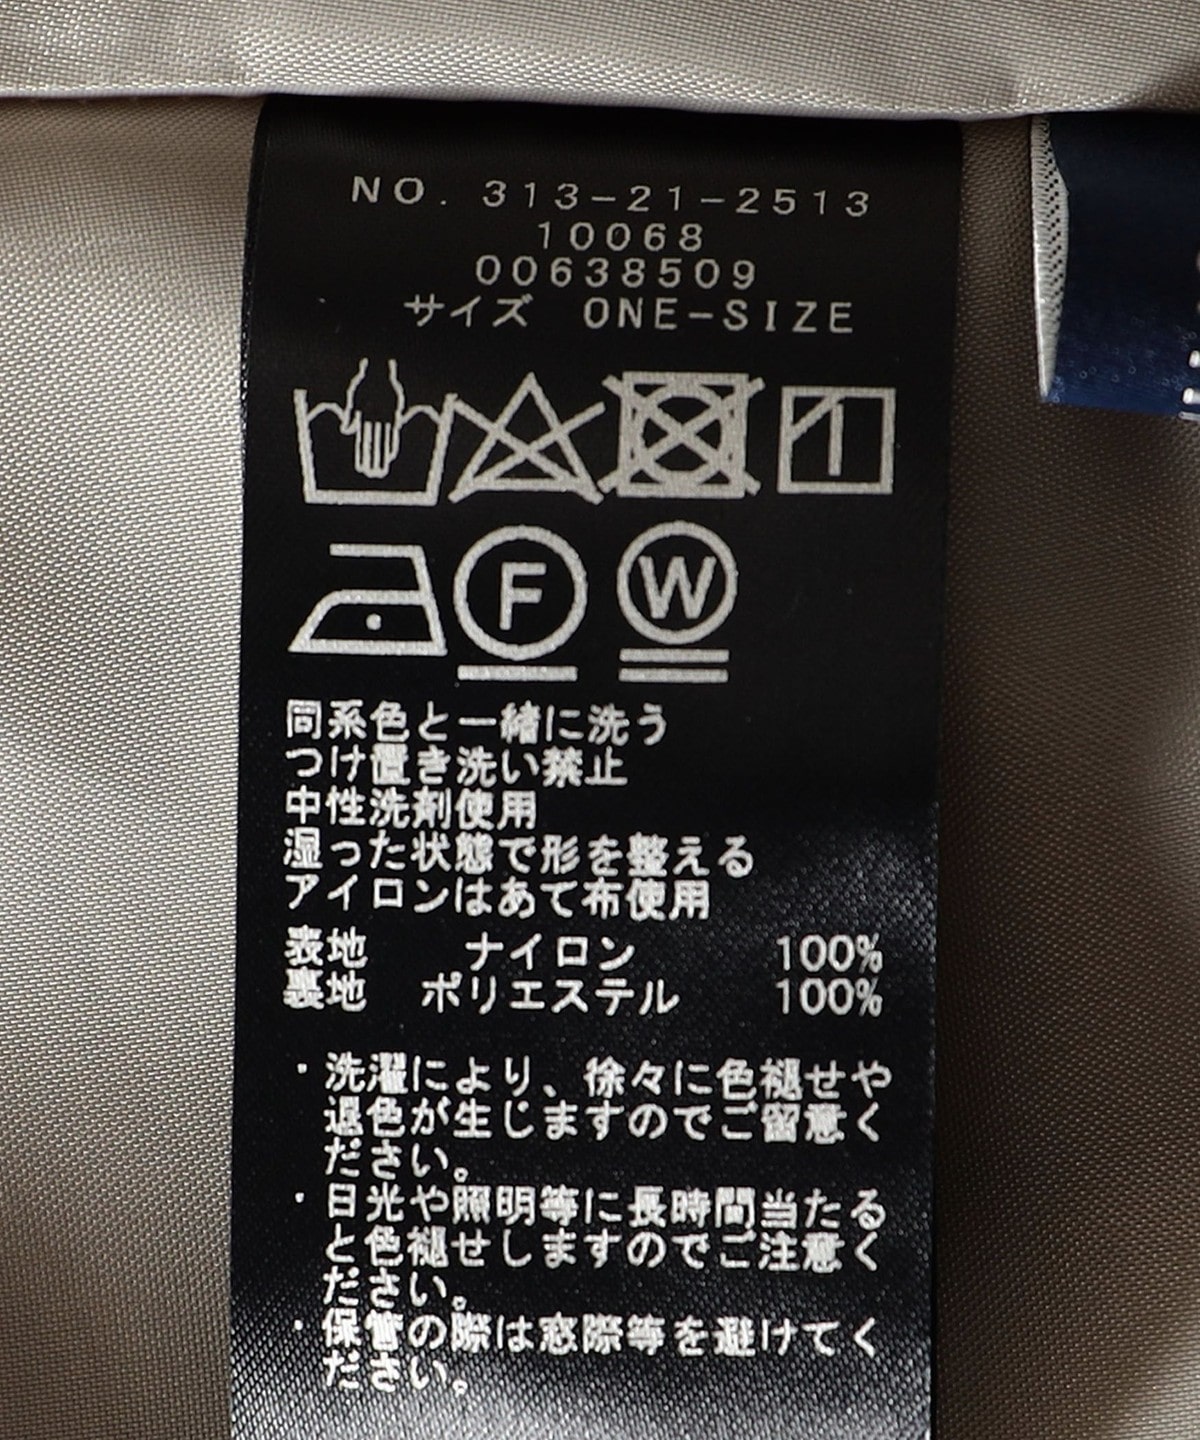 NO. 313-21-2513
10068
00638509
サイズ ONE-SIZE
F
W
同系色と一緒に洗う
つけ置き洗い禁止
中性洗剤使用
湿った状態で形を整える
アイロンはあて布使用
表地 ナイロン 100%
裏地 ポリエステル 100%
・洗濯により、徐々に色褪せや
退色が生じますのでご留意く
ださい。
・日光や照明等に長時間当たる
と色褪せしますのでご注意く
ださい。
・保管の際は窓際等を避けてく
ださい。